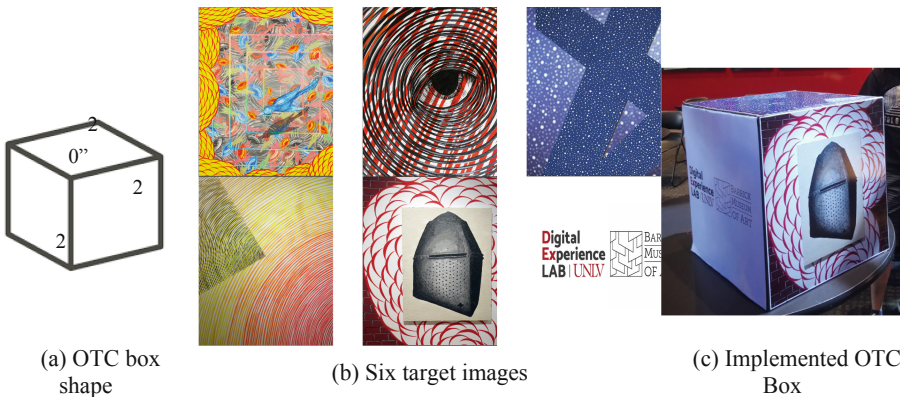 2
0”
2
2
Digital
Experience
LAB | UNLV
BAR
MUS
OF A
Digital
Experience
LAB | UNLV
BARRICK
MUSEUM
OF ART
(a) OTC box
shape
(b) Six target images
(c) Implemented OTC
Box